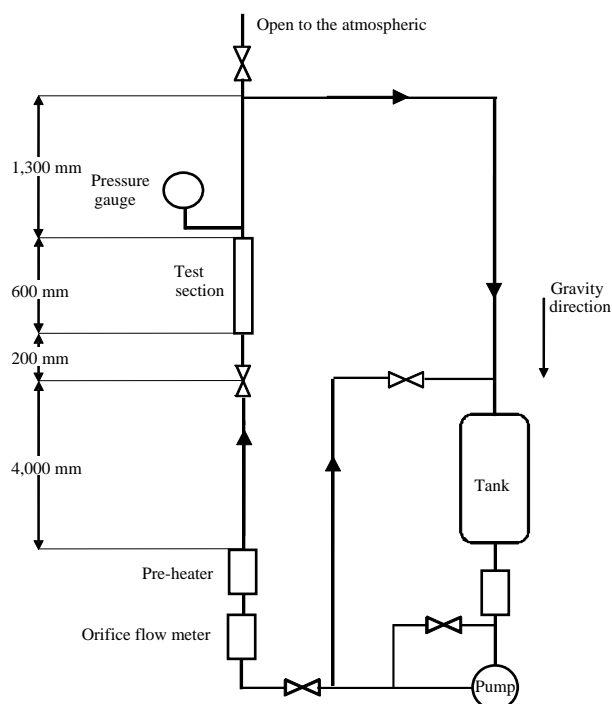 Open to the atmospheric
1,300 mm
Pressure
gauge
Test
section
600 mm
Gravity
direction
200 mm
4,000 mm
Tank
Pre-heater
Orifice flow meter
Pump